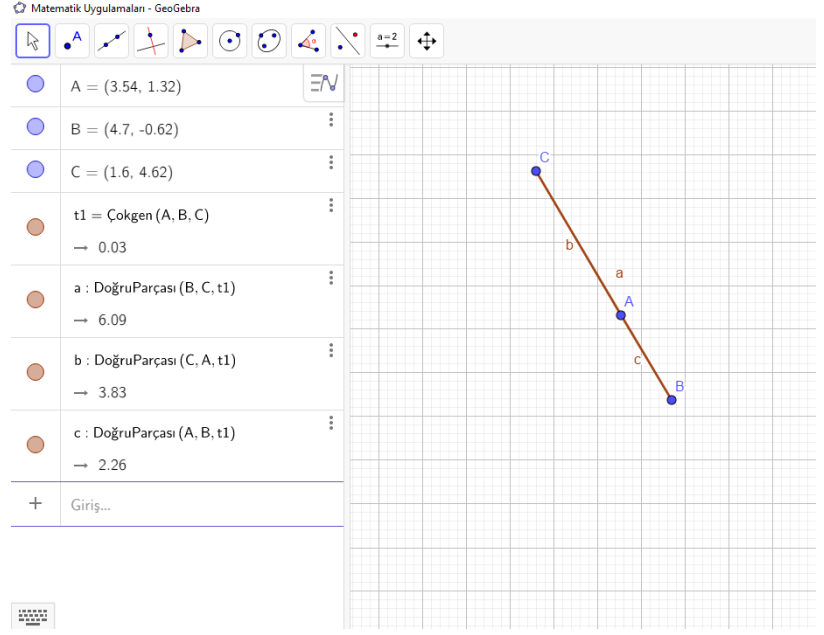 Matematik Uygulamaları - GeoGebra
A
a=2
A = (3.54, 1.32)
B = (4.7, -0.62)
C = (1.6, 4.62)
t1 = Çokgen (A, B, C)
→ 0.03
a : DoğruParçası (B, C, t1)
→ 6.09
b : DoğruParçası (C, A, t1)
→ 3.83
c : DoğruParçası (A, B, t1)
→ 2.26
+ Giriş...
C
b
a
A
c
B